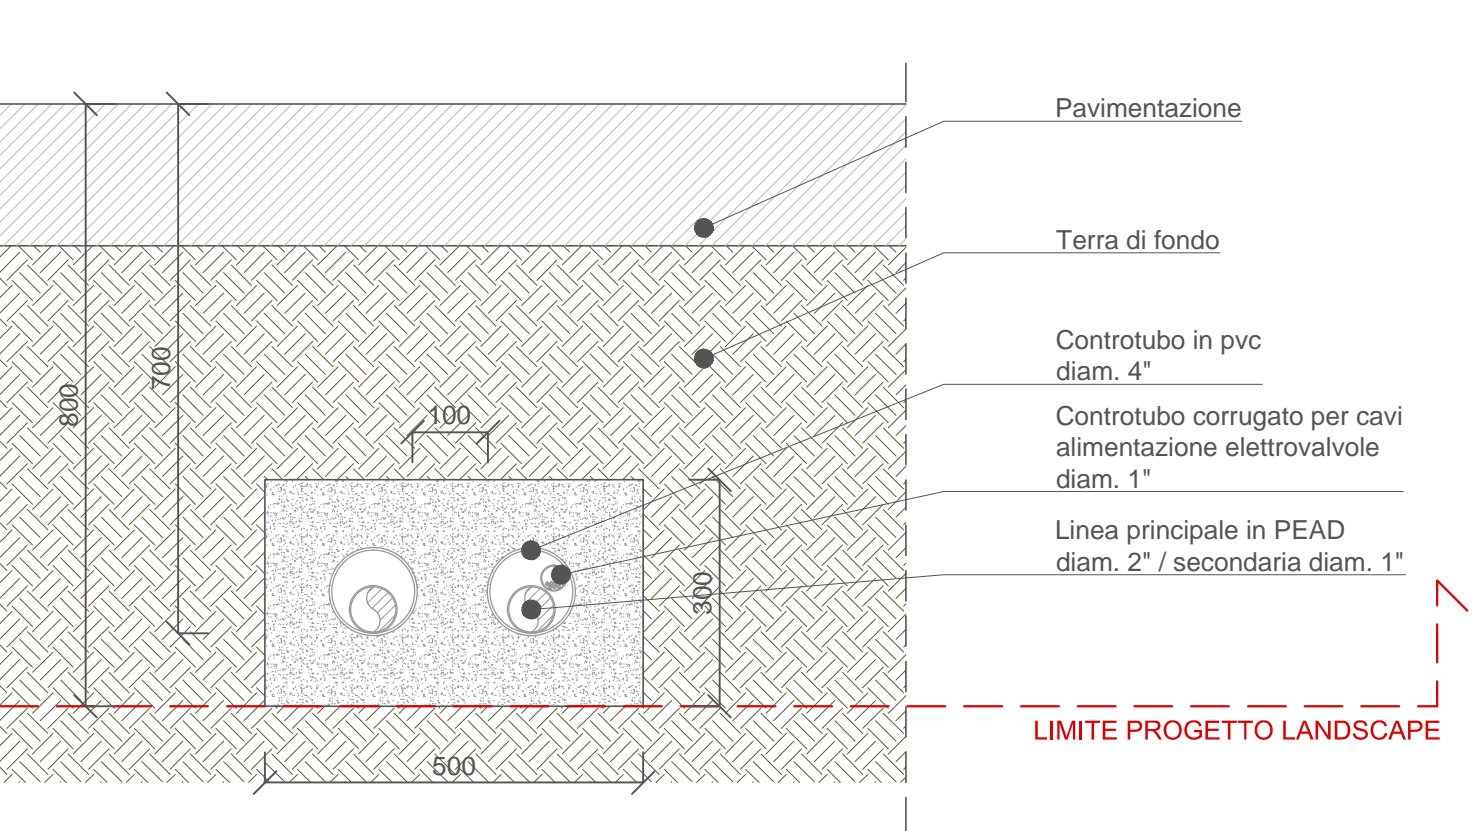 Pavimentazione
Terra di fondo
Controtubo in pvc
diam. 4"
Controtubo corrugato per cavi
alimentazione elettrovalvole
diam. 1"
Linea principale in PEAD
diam. 2" / secondaria diam. 1"
800
700
100
300
500
LIMITE PROGETTO LANDSCAPE